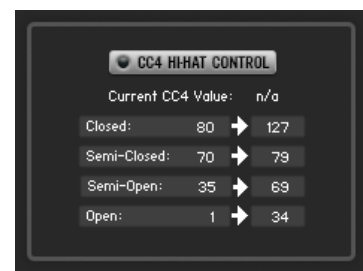 CC4 HI-HAT CONTROL
Current CC4 Value: n/a
Closed: 80 127
Semi-Closed: 70 79
Semi-Open: 35 69
Open: 1 34